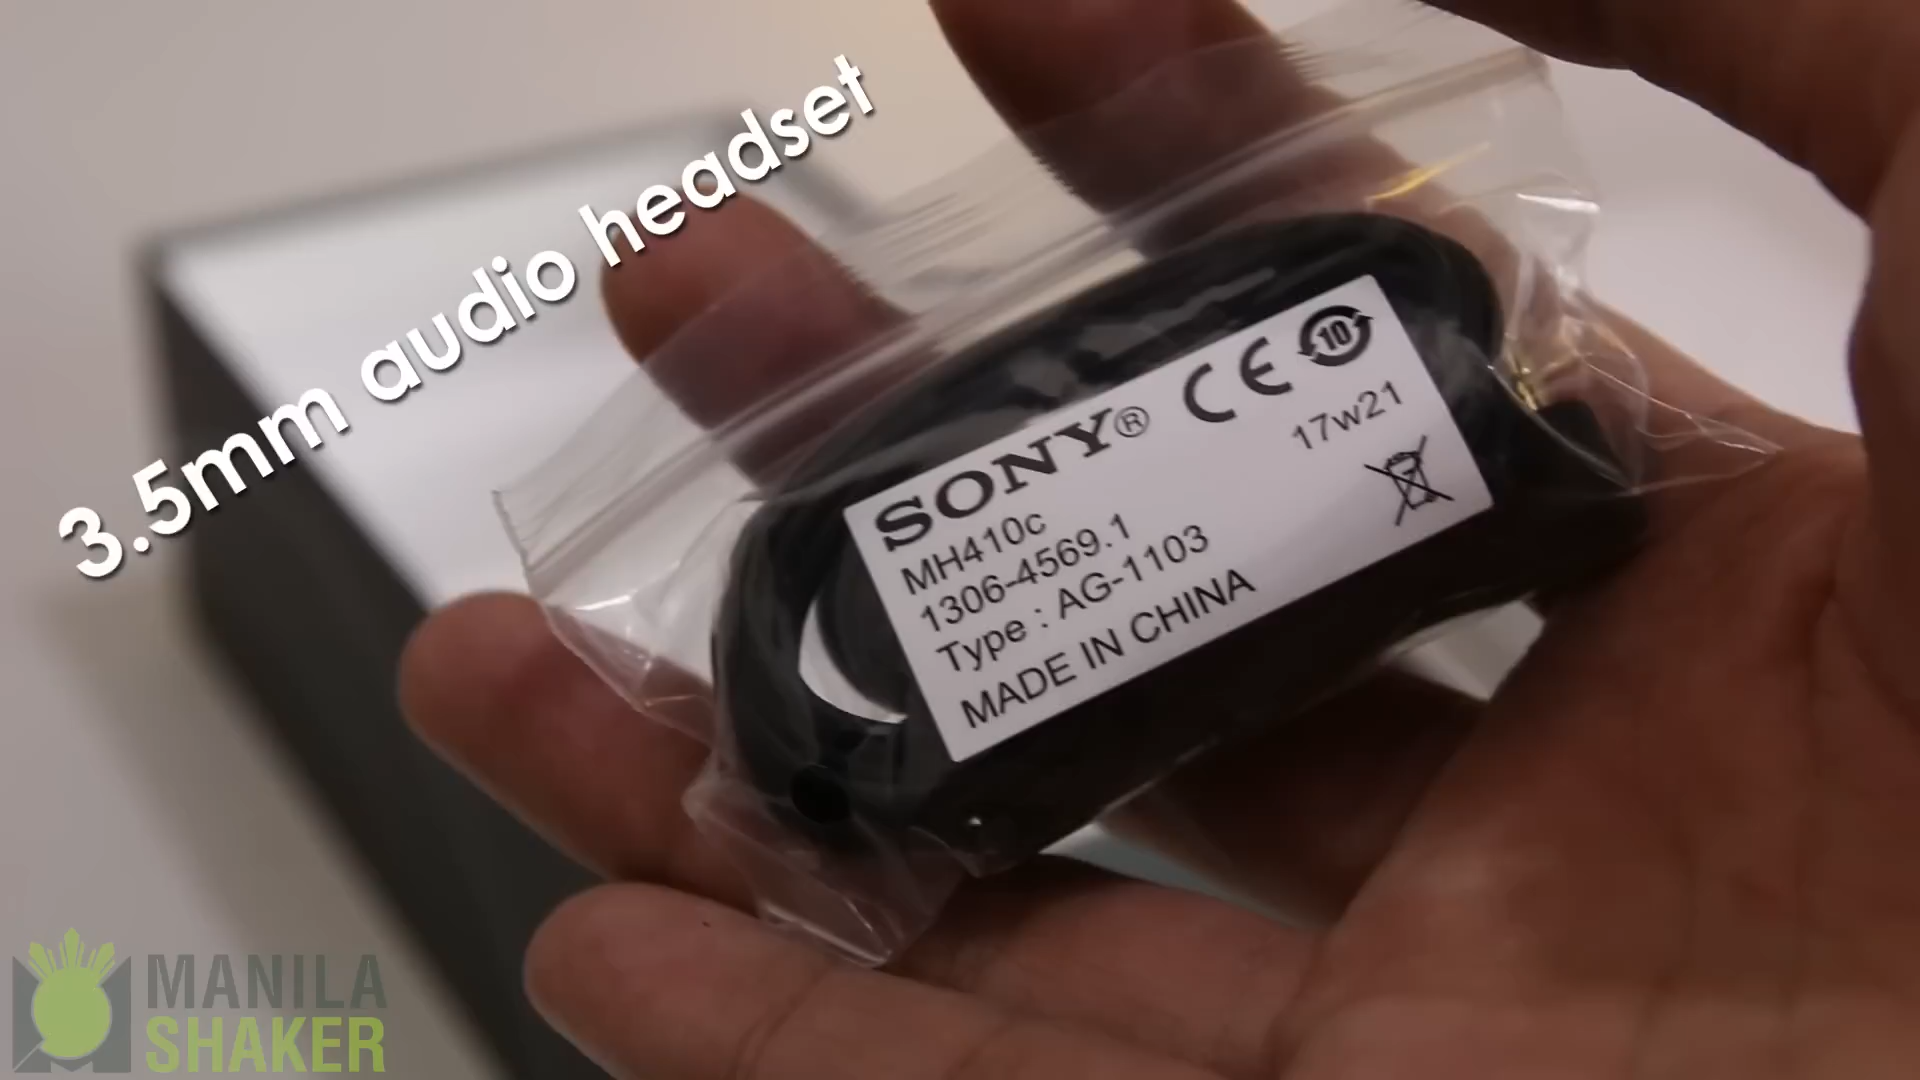 3.5mm audio headset
SONY® CE 10
17w21
MH410c
1306-4569.1
Type : AG-1103
MADE IN CHINA
MANILA
SHAKER